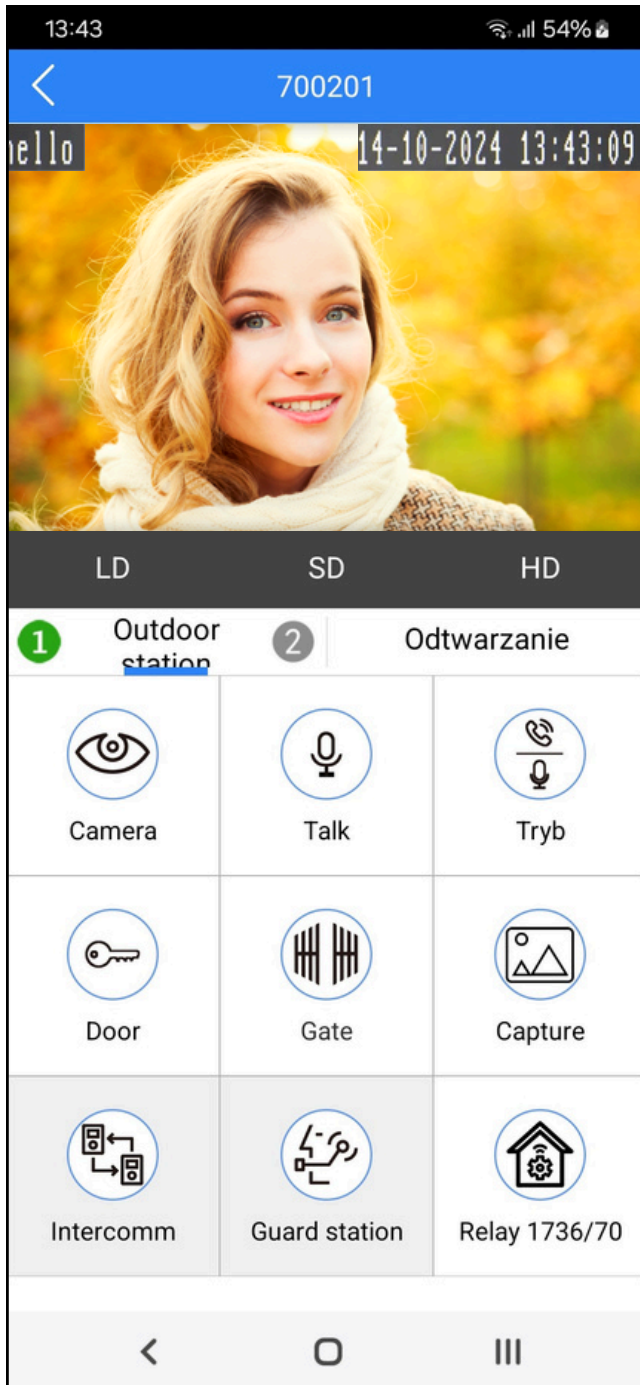 13:43 54%
700201
hello 14-10-2024 13:43:09
LD SD HD
1 Outdoor station 2 Odtwarzanie
Camera Talk Tryb
Door Gate Capture
Intercomm Guard station Relay 1736/70